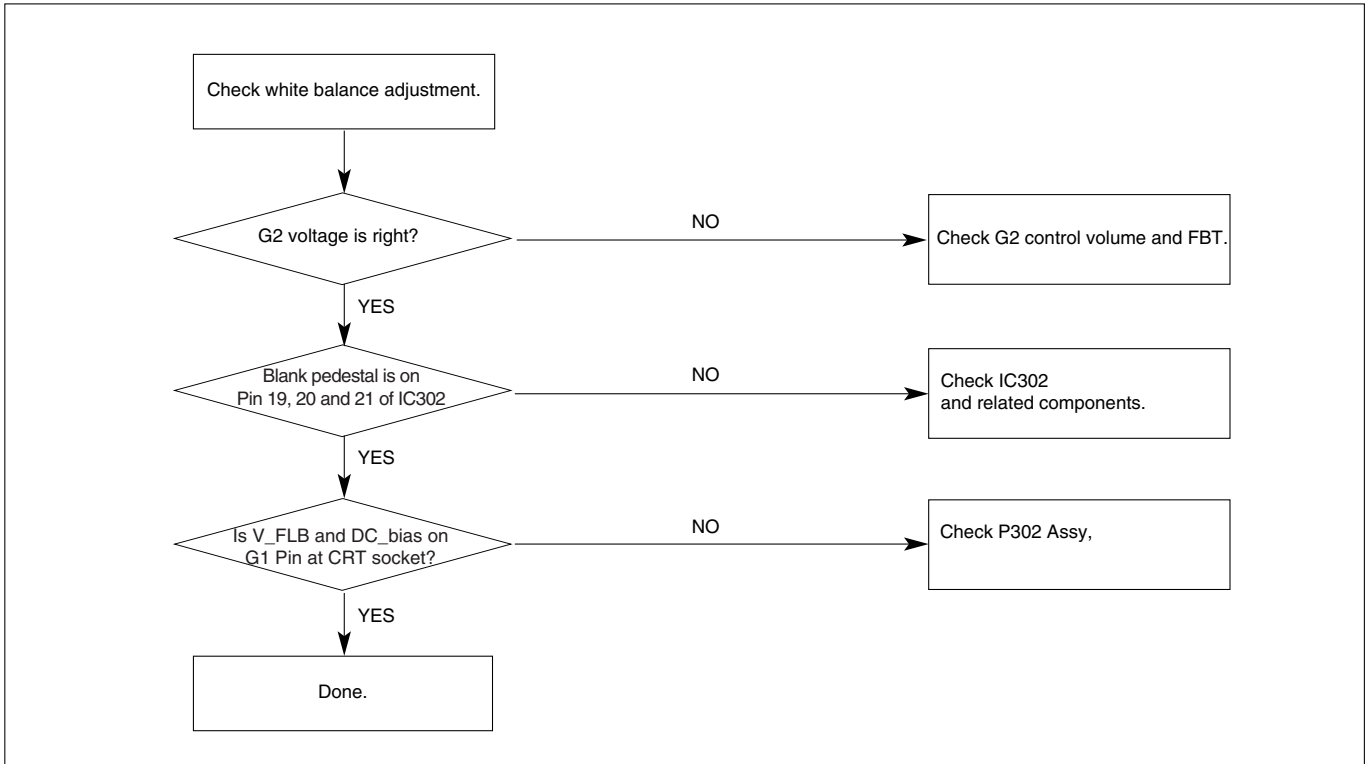 Check white balance adjustment.
G2 voltage is right?
NO
Check G2 control volume and FBT.
YES
Blank pedestal is on
Pin 19, 20 and 21 of IC302
NO
Check IC302
and related components.
YES
Is V_FLB and DC_bias on
G1 Pin at CRT socket?
NO
Check P302 Assy,
YES
Done.